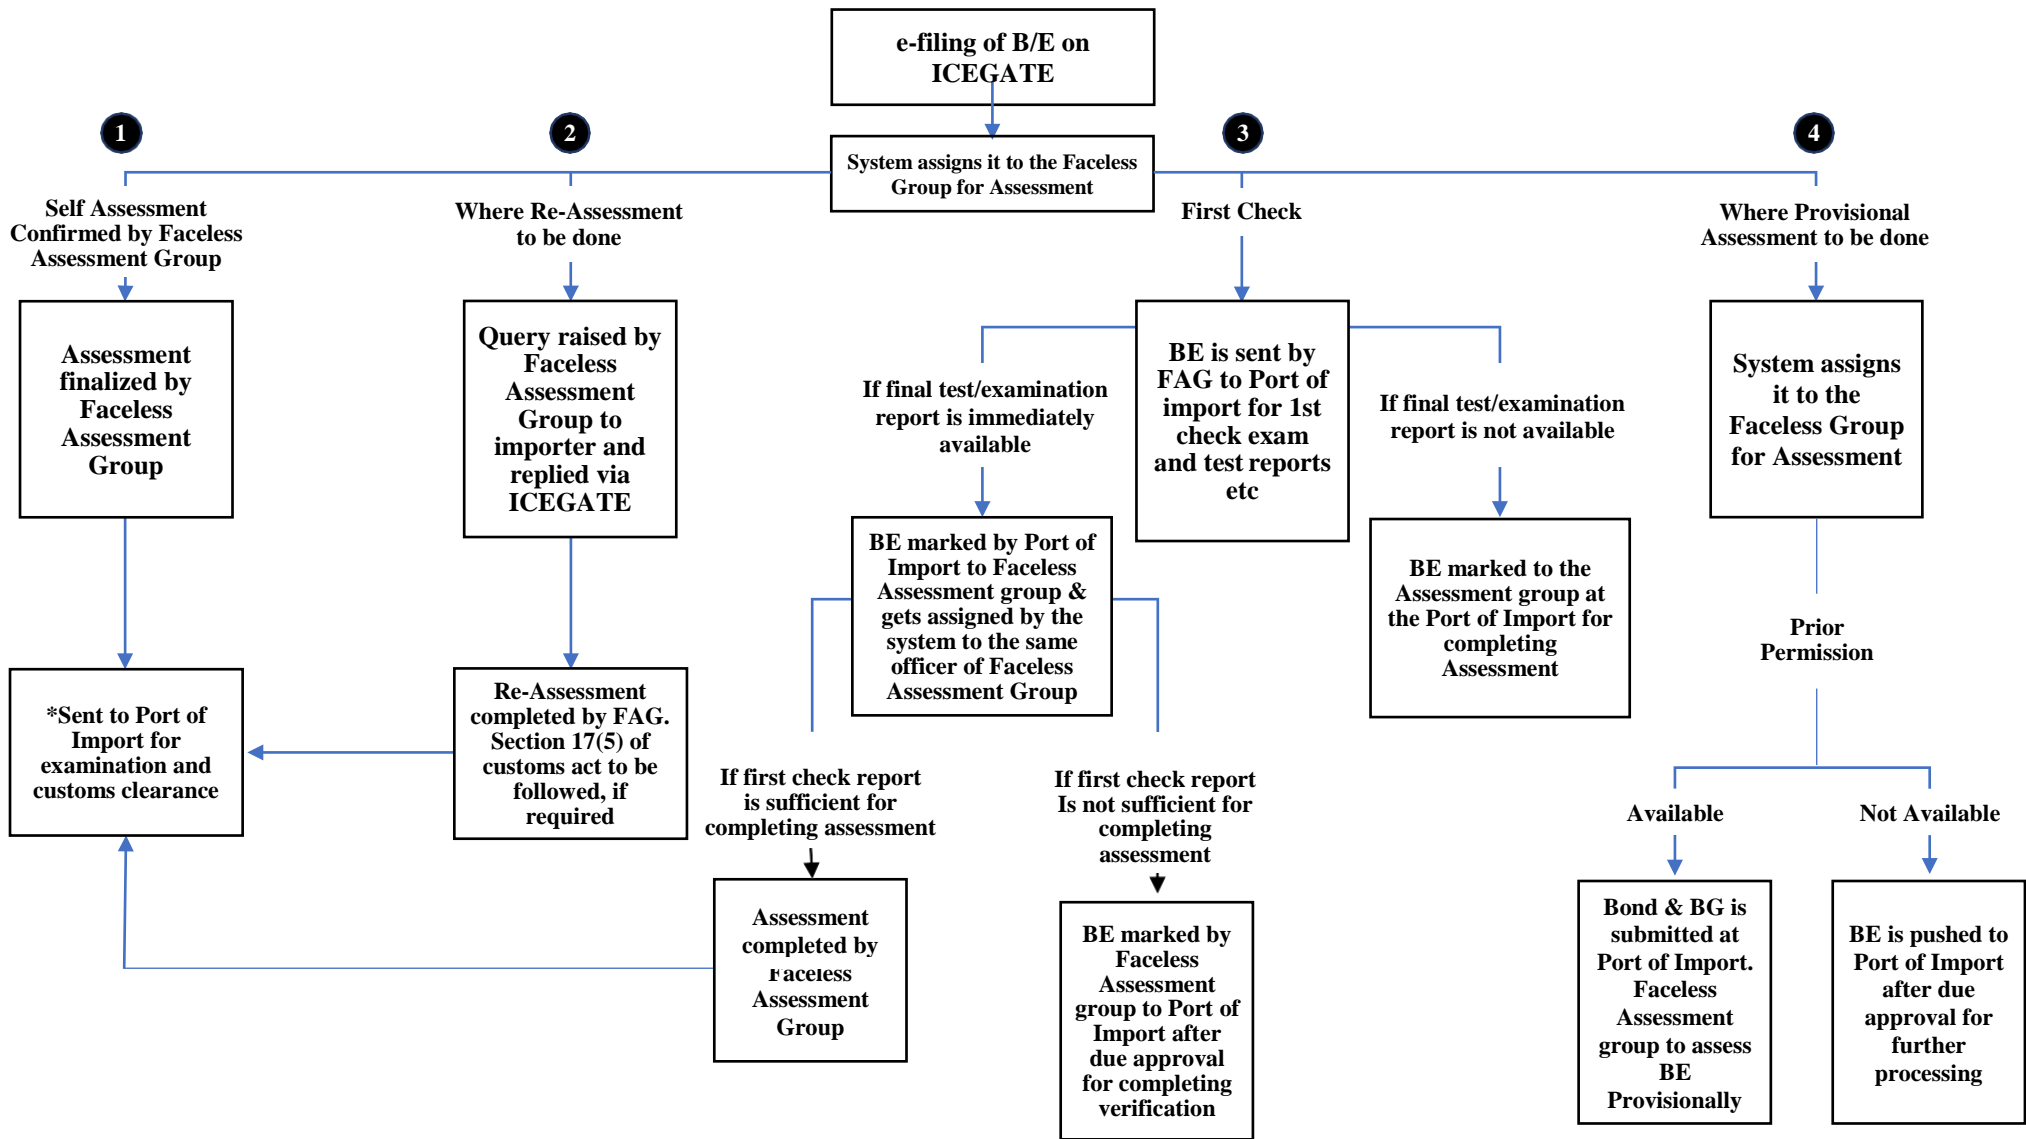 e-filing of B/E on
ICEGATE
1
2
3
4
System assigns it to the Faceless
Group for Assessment
Self Assessment
Confirmed by Faceless
Assessment Group
Where Re-Assessment
to be done
First Check
Where Provisional
Assessment to be done
Assessment
finalized by
Faceless
Assessment
Group
Query raised by
Faceless
Assessment
Group to
importer and
replied via
ICEGATE
If final test/examination
report is immediately
available
BE is sent by
FAG to Port of
import for 1st
check exam
and test reports
etc
If final test/examination
report is not available
System assigns
it to the
Faceless Group
for Assessment
BE marked by Port of
Import to Faceless
Assessment group &
gets assigned by the
system to the same
officer of Faceless
Assessment Group
BE marked to the
Assessment group at
the Port of Import for
completing
Assessment
Prior
Permission
*Sent to Port of
Import for
examination and
customs clearance
Re-Assessment
completed by FAG.
Section 17(5) of
customs act to be
followed, if
required
If first check report
is sufficient for
completing assessment
If first check report
Is not sufficient for
completing
assessment
Available
Not Available
Assessment
completed by
Faceless
Assessment
Group
BE marked by
Faceless
Assessment
group to Port of
Import after
due approval
for completing
verification
Bond & BG is
submitted at
Port of Import.
Faceless
Assessment
group to assess
BE
Provisionally
BE is pushed to
Port of Import
after due
approval for
further
processing